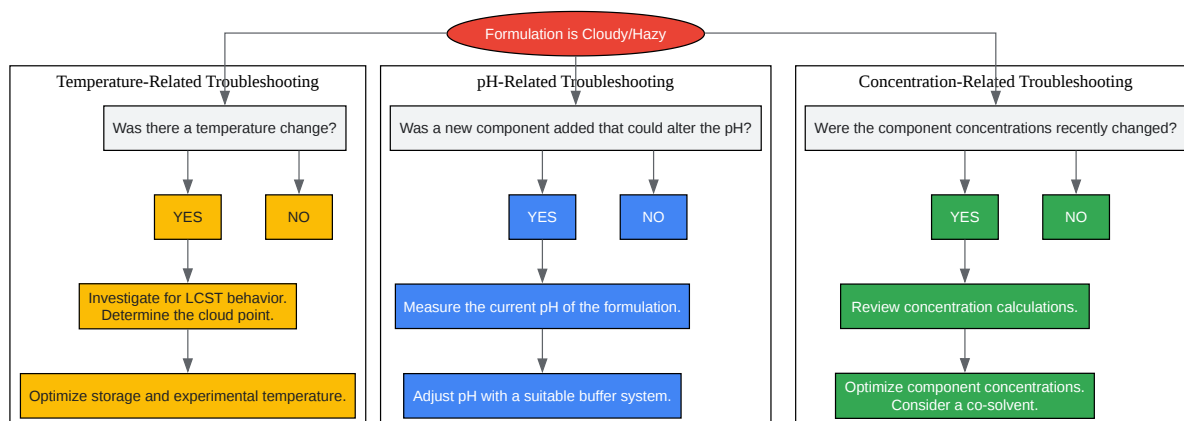 Formulation is Cloudy/Hazy
Temperature-Related Troubleshooting
Was there a temperature change?
YES
NO
Investigate for LCST behavior.
Determine the cloud point.
Optimize storage and experimental temperature.
pH-Related Troubleshooting
Was a new component added that could alter the pH?
YES
NO
Measure the current pH of the formulation.
Adjust pH with a suitable buffer system.
Concentration-Related Troubleshooting
Were the component concentrations recently changed?
YES
NO
Review concentration calculations.
Optimize component concentrations.
Consider a co-solvent.